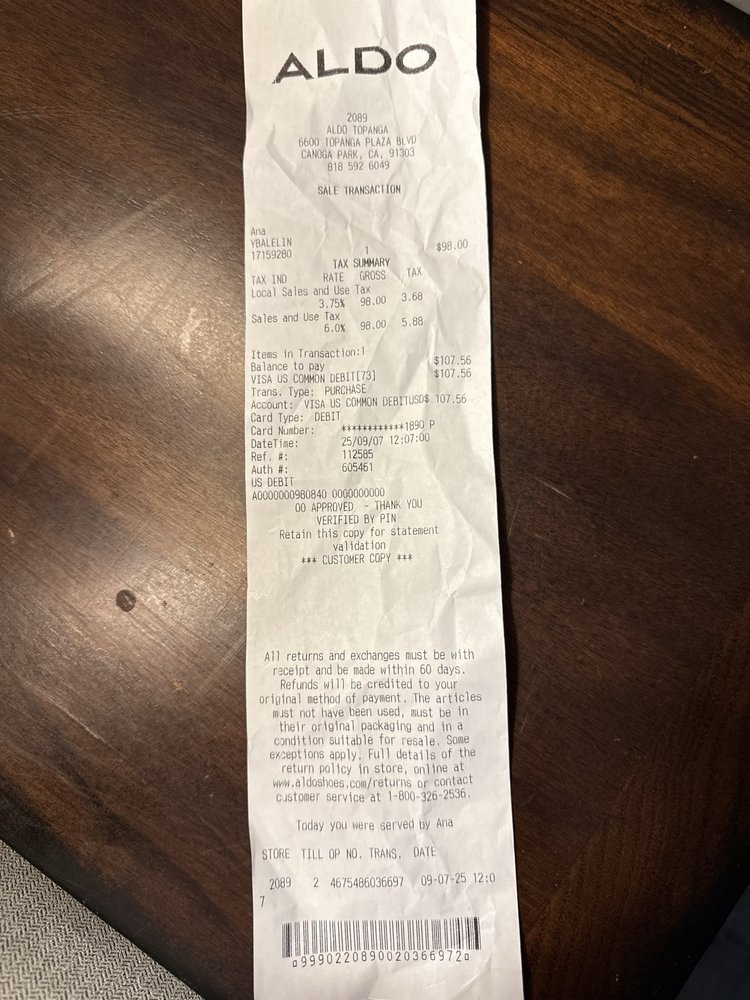 ALDO
2089
ALDO TOPANGA
6600 TOPANGA PLAZA BLVD
CANOGA PARK, CA, 91303
818 592 6049
SALE TRANSACTION
Ana
YBALELIN
17159280 1 $98.00
TAX SUMMARY
TAX IND RATE GROSS TAX
Local Sales and Use Tax
3.75% 98.00 3.68
Sales and Use Tax
6.0% 98.00 5.88
Items in Transaction:1
Balance to pay $107.56
VISA US COMMON DEBIT[73] $107.56
Trans. Type: PURCHASE
Account: VISA US COMMON DEBITUSD$ 107.56
Card Type: DEBIT
Card Number: ************1890 P
DateTime: 25/09/07 12:07:00
Ref. #: 112585
Auth #: 605461
US DEBIT
A0000000980840 0000000000
00 APPROVED - THANK YOU
VERIFIED BY PIN
Retain this copy for statement
validation
*** CUSTOMER COPY ***
All returns and exchanges must be with
receipt and be made within 60 days.
Refunds will be credited to your
original method of payment. The articles
must not have been used, must be in
their original packaging and in a
condition suitable for resale. Some
exceptions apply. Full details of the
return policy in store, online at
www.aldoshoes.com/returns or contact
customer service at 1-800-326-2536.
Today you were served by Ana
STORE TILL OP NO. TRANS. DATE
2089 2 4675486036697 09-07-25 12:0
7
a9990220890020366972a